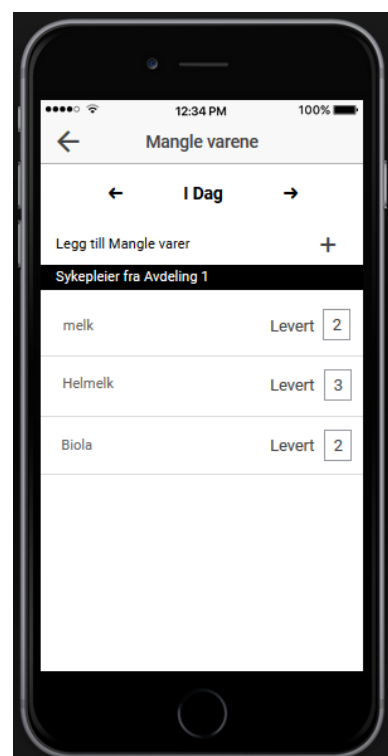 12:34 PM 100%
Mangle varene
I Dag
Legg till Mangle varer
Sykepleier fra Avdeling 1
melk Levert 2
Helmelk Levert 3
Biola Levert 2